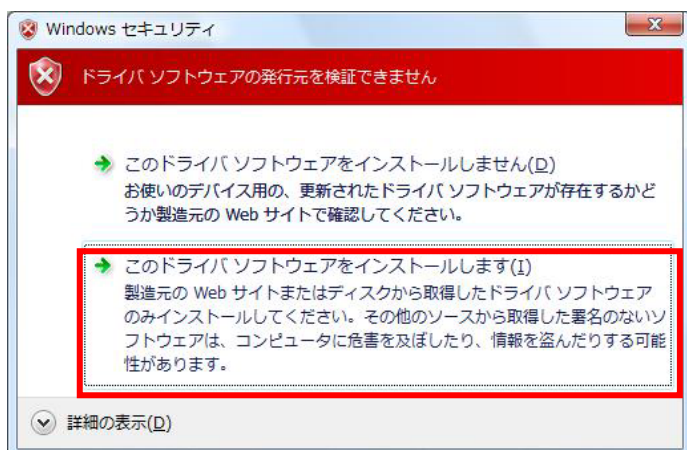 Windows セキュリティ
ドライバ ソフトウェアの発行元を検証できません
このドライバ ソフトウェアをインストールしません(D)
お使いのデバイス用の、更新されたドライバ ソフトウェアが存在するかど
うか製造元の Web サイトで確認してください。
このドライバ ソフトウェアをインストールします(I)
製造元の Web サイトまたはディスクから取得したドライバ ソフトウェア
のみインストールしてください。その他のソースから取得した署名のないソ
フトウェアは、コンピュータに危害を及ぼしたり、情報を盗んだりする可能
性があります。
詳細の表示(D)